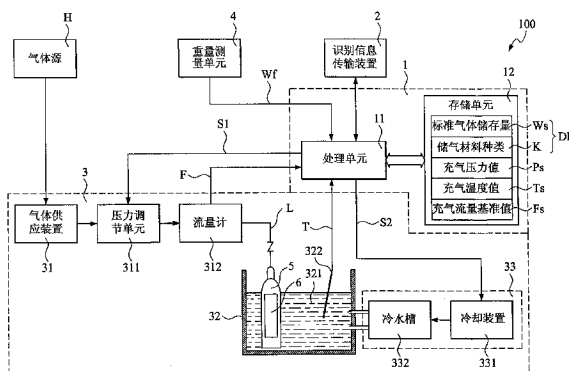 H
气体源
4
重量测
量单元
2
识别信息
传输装置
100
Wf
1
12
存储单元
标准气体储存量
Ws
储气材料种类
K
DI
充气压力值
Ps
充气温度值
Ts
充气流量基准值
Fs
11
处理单元
S1
F
3
L
T
S2
气体供
应装置
31
压力调
节单元
311
流量计
312
322
5
321
6
32
33
冷水槽
332
冷却装置
331